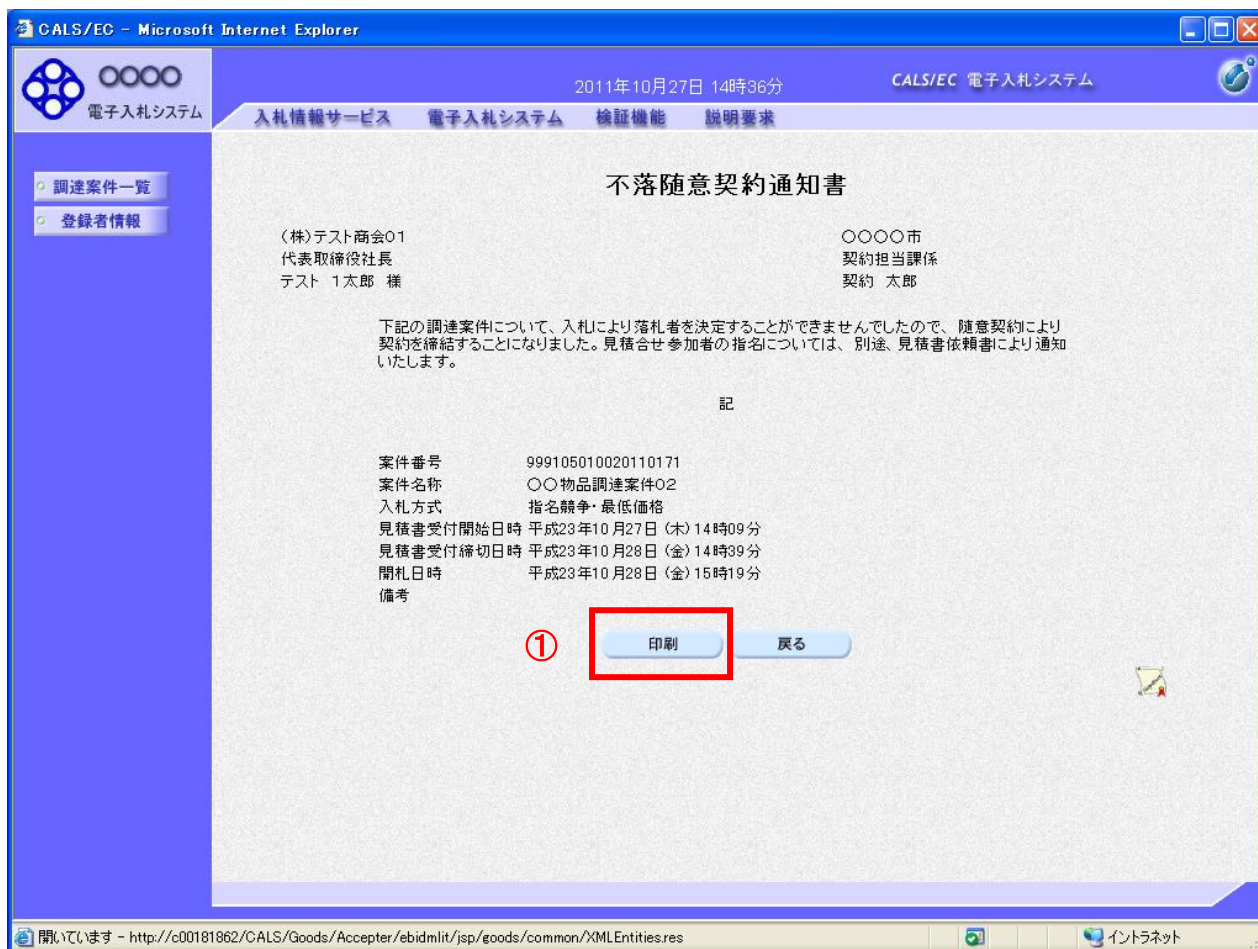 CALS/EC - Microsoft Internet Explorer
〇〇〇〇
電子入札システム
2011年10月27日 14時36分
CALS/EC 電子入札システム
入札情報サービス 電子入札システム 検証機能 説明要求
調達案件一覧
登録者情報
不落随意契約通知書
（株）テスト商会01
代表取締役社長
テスト 1太郎 様
〇〇〇〇市
契約担当課係
契約 太郎
下記の調達案件について、入札により落札者を決定することができませんでしたので、随意契約により
契約を締結することになりました。見積合せ参加者の指名については、別途、見積書依頼書により通知
いたします。
記
案件番号 999105010020110171
案件名称 〇〇物品調達案件02
入札方式 指名競争・最低価格
見積書受付開始日時 平成23年10月27日（木）14時09分
見積書受付締切日時 平成23年10月28日（金）14時39分
開札日時 平成23年10月28日（金）15時19分
備考
① 印刷 戻る
開いています - http://c00181862/CALS/Goods/Accepter/ebidmlit/jsp/goods/common/XMLEntities.res
イントラネット